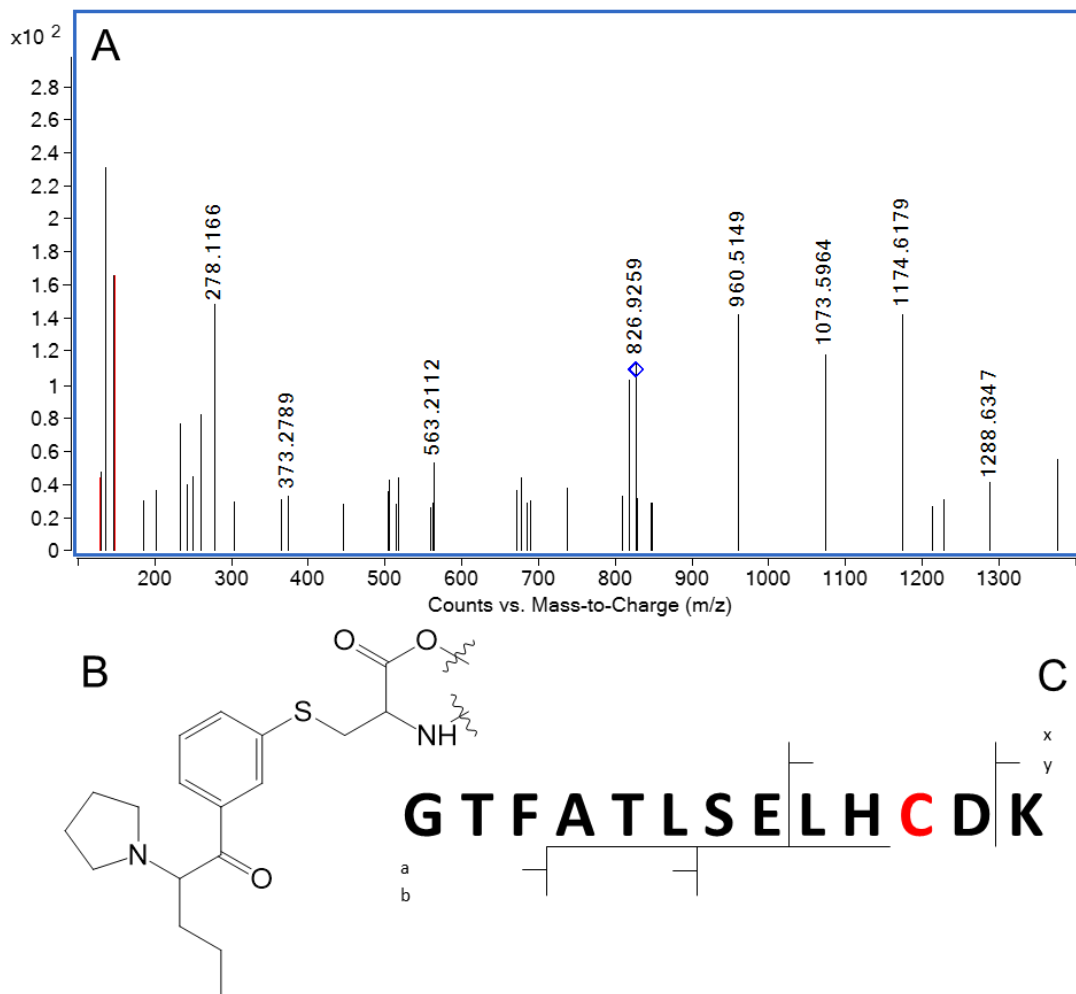 A
x10 2
2.8
2.6
2.4
2.2
2
1.8
1.6
1.4
1.2
1
0.8
0.6
0.4
0.2
0
278.1166
373.2789
563.2112
826.9259
960.5149
1073.5964
1174.6179
1288.6347
200 300 400 500 600 700 800 900 1000 1100 1200 1300
Counts vs. Mass-to-Charge (m/z)
B
O
O
S
NH
N
O
C
x
y
GTFATLSELHCDK
a
b